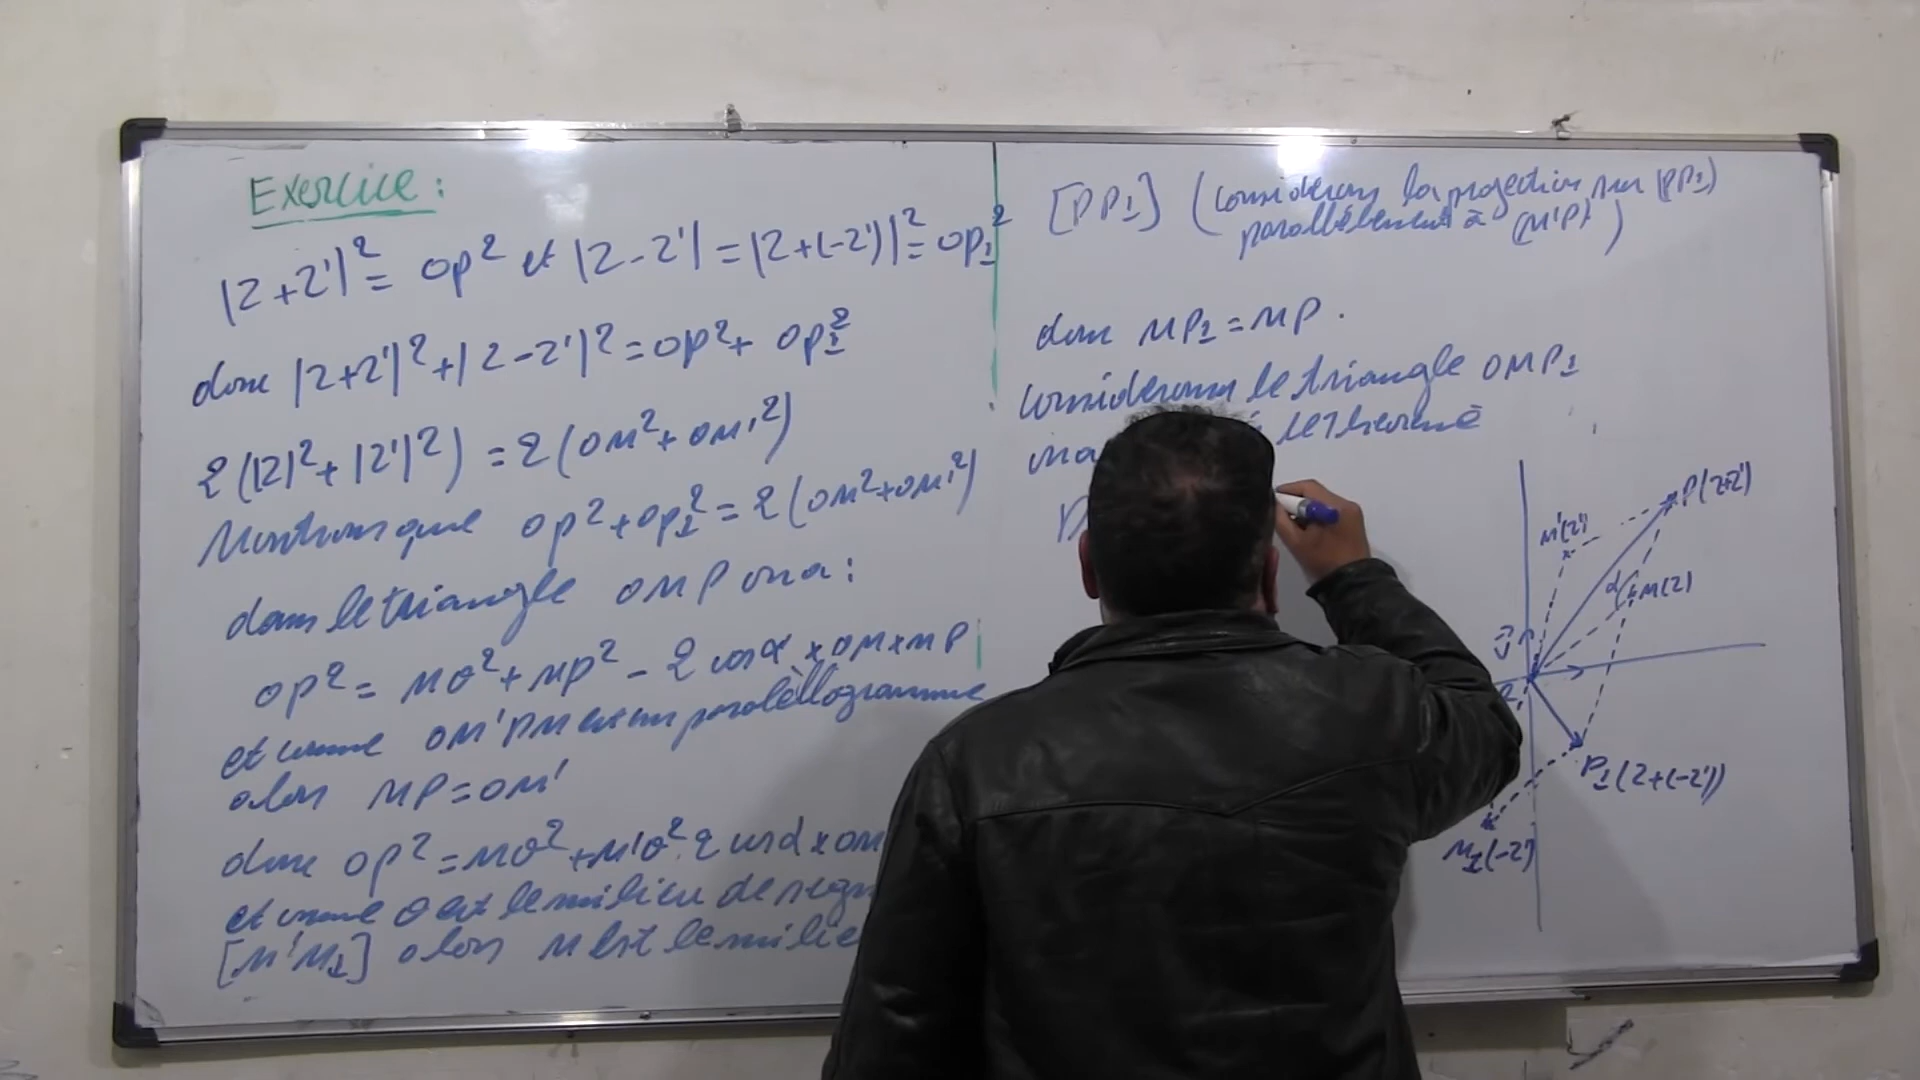 Exercice :
|z+z'|² = OP² et |z-z'| = |z+(-z')|² = OP₁²
donc |z+z'|² + |z-z'|² = OP² + OP₁²
2(|z|² + |z'|²) = 2(OM² + OM'²)
Montrons que OP² + OP₁² = 2(OM² + OM'²)
dans le triangle OMP on a :
OP² = MO² + MP² - 2 cos α × OM × MP
et comme OM'PM est un parallélogramme
alors MP = OM'
donc OP² = MO² + M'O² - 2 cos α × OM
et comme O est le milieu de
[M'M₁] alors M est le
[PP₁] (considerons la projection sur (PP₁)
parallèlement à (M'P) )
donc MP₁ = MP .
considerons le triangle OMP₁
le Theoreme
P(z+z')
M'(z')
α
M(z)
P₁(z+(-z'))
M₁(-z')